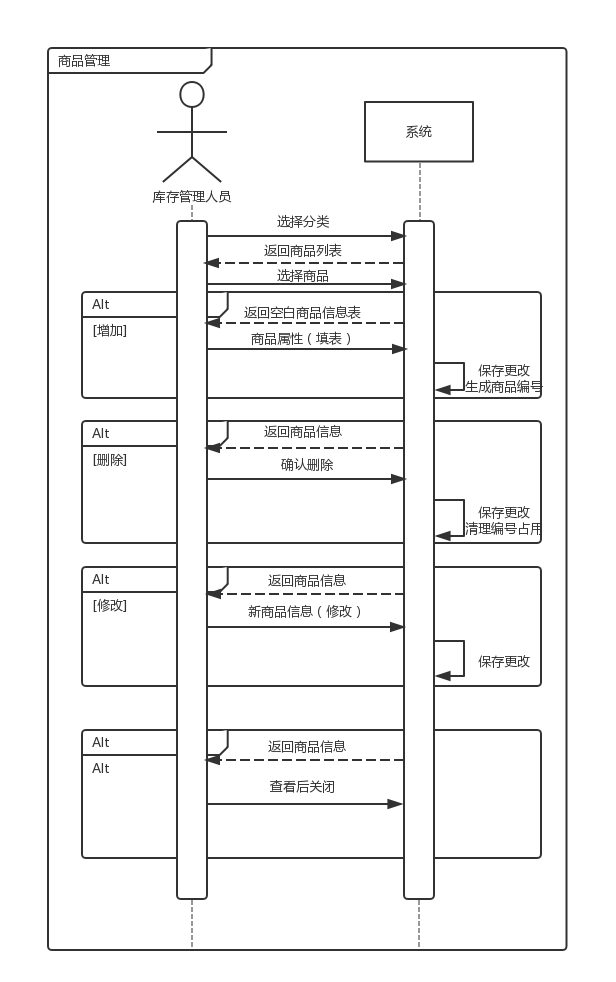 商品管理
系统
库存管理人员
选择分类
返回商品列表
选择商品
Alt
返回空白商品信息表
[增加]
商品属性（填表）
保存更改
生成商品编号
Alt
返回商品信息
[删除]
确认删除
保存更改
清理编号占用
Alt
返回商品信息
[修改]
新商品信息（修改）
保存更改
Alt
返回商品信息
Alt
查看后关闭